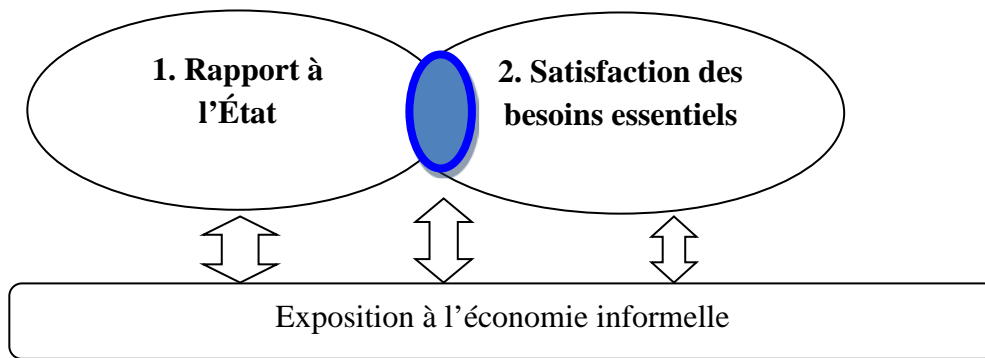 1. Rapport à
l’État
2. Satisfaction des
besoins essentiels
Exposition à l’économie informelle